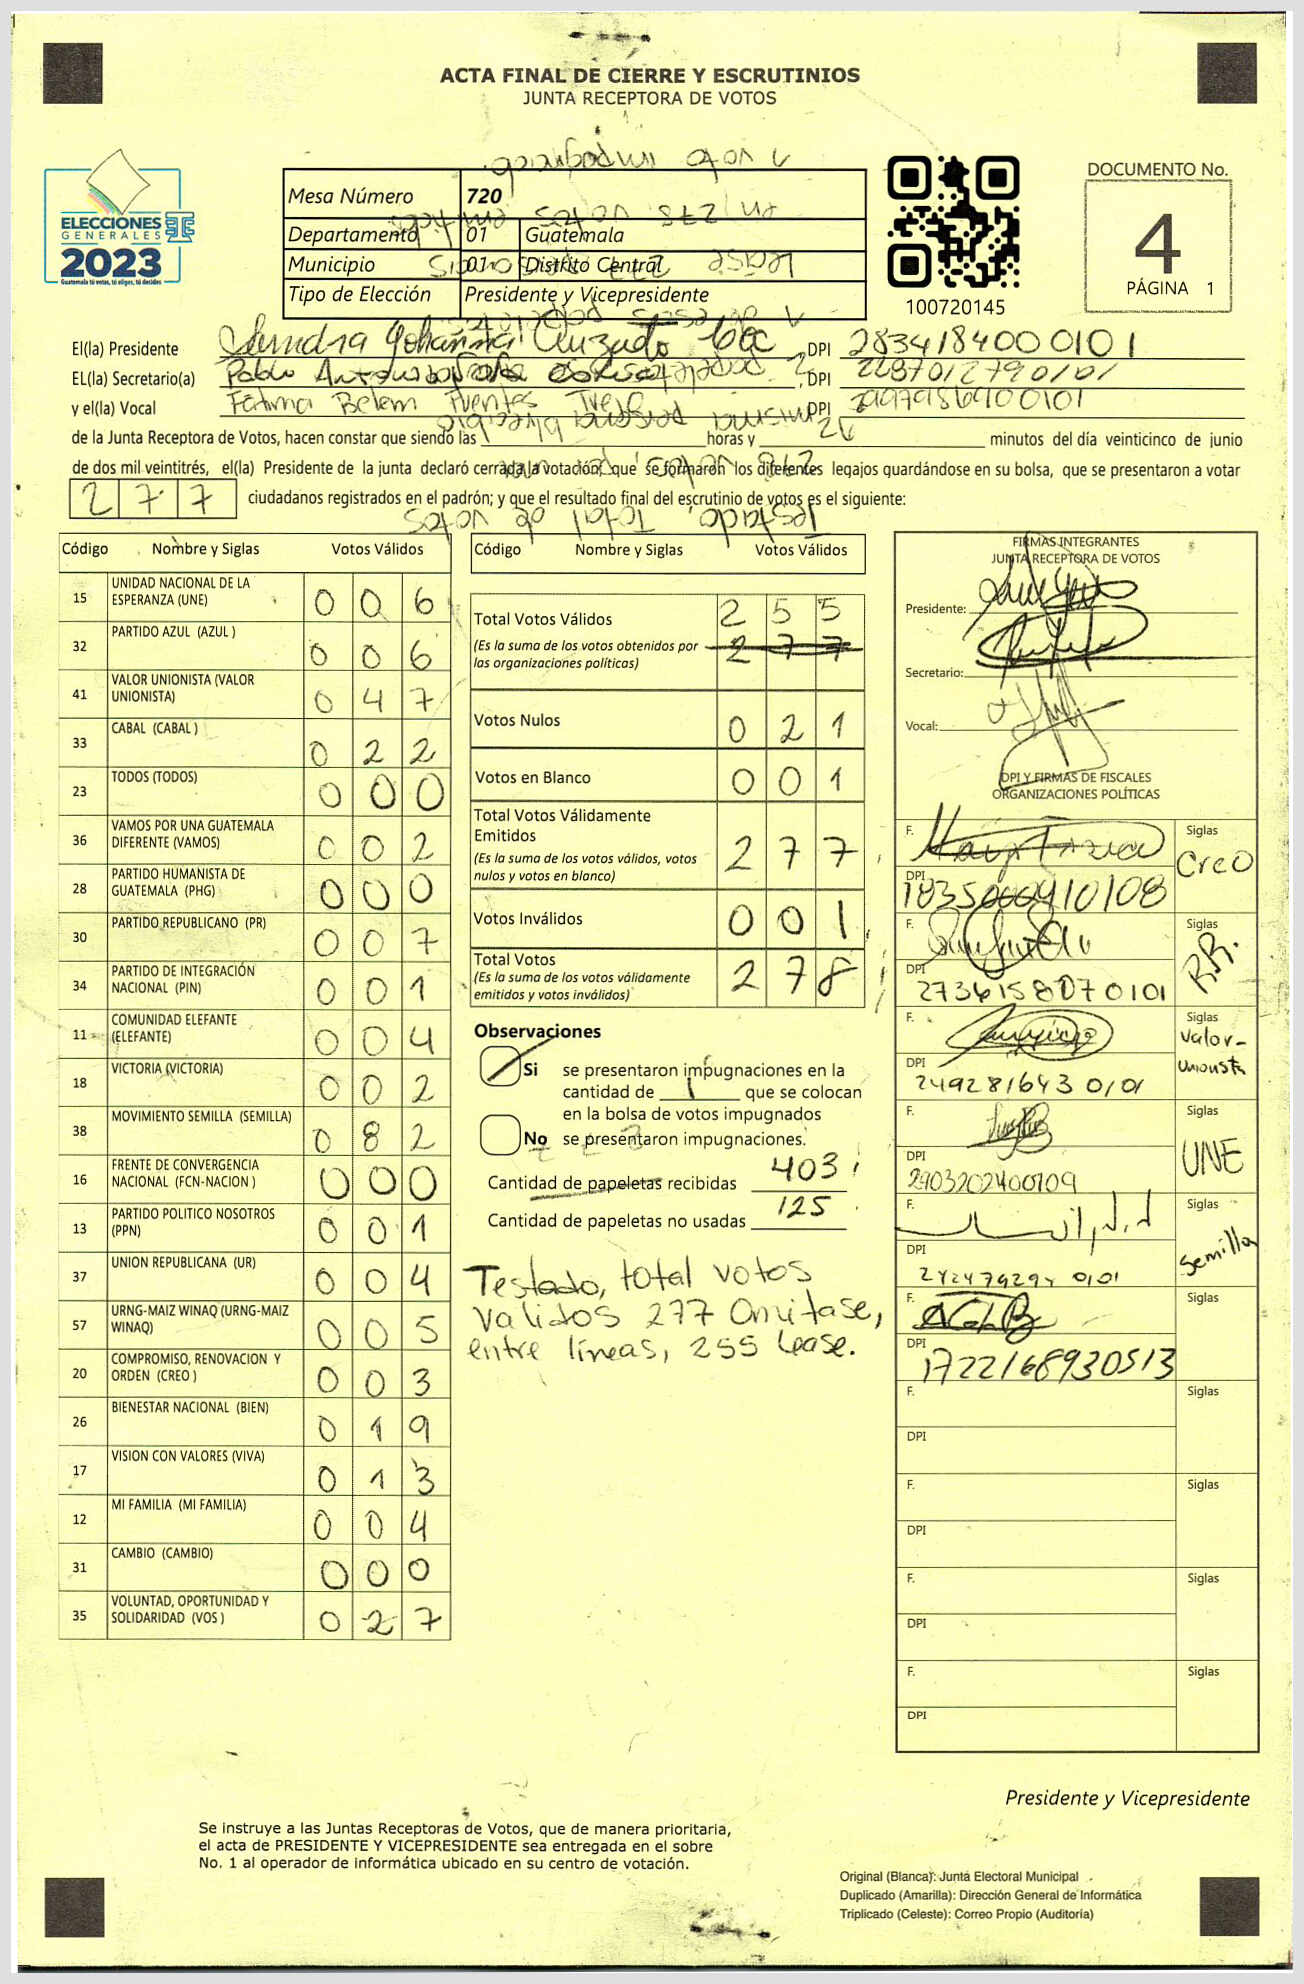 ACTA FINAL DE CIERRE Y ESCRUTINIOS
JUNTA RECEPTORA DE VOTOS
ELECCIONES
GENERALES
2023
Guatemala tú votas, tú eliges, tú decides
Mesa Número 720
Departamento 01 Guatemala
Municipio 01 Distrito Central
Tipo de Elección Presidente y Vicepresidente
100720145
DOCUMENTO No.
4
PÁGINA 1
El(la) Presidente , DPI 2834184000101
EL(la) Secretario(a) Pablo , DPI
y el(la) Vocal Fatima Belem Fuentes DPI
de la Junta Receptora de Votos, hacen constar que siendo las horas y minutos del día veinticinco de junio
de dos mil veintitrés, el(la) Presidente de la junta declaró cerrada la votación, que se formaron los diferentes legajos guardándose en su bolsa, que se presentaron a votar
277 ciudadanos registrados en el padrón; y que el resultado final del escrutinio de votos es el siguiente:
Código Nombre y Siglas Votos Válidos
15 UNIDAD NACIONAL DE LA ESPERANZA (UNE) 006
32 PARTIDO AZUL (AZUL ) 006
41 VALOR UNIONISTA (VALOR UNIONISTA) 047
33 CABAL (CABAL ) 022
23 TODOS (TODOS) 000
36 VAMOS POR UNA GUATEMALA DIFERENTE (VAMOS) 002
28 PARTIDO HUMANISTA DE GUATEMALA (PHG) 000
30 PARTIDO REPUBLICANO (PR) 007
34 PARTIDO DE INTEGRACIÓN NACIONAL (PIN) 001
11 COMUNIDAD ELEFANTE (ELEFANTE) 004
18 VICTORIA (VICTORIA) 002
38 MOVIMIENTO SEMILLA (SEMILLA) 082
16 FRENTE DE CONVERGENCIA NACIONAL (FCN-NACION ) 000
13 PARTIDO POLITICO NOSOTROS (PPN) 001
37 UNION REPUBLICANA (UR) 004
57 URNG-MAIZ WINAQ (URNG-MAIZ WINAQ) 005
20 COMPROMISO, RENOVACION Y ORDEN (CREO ) 003
26 BIENESTAR NACIONAL (BIEN) 019
17 VISION CON VALORES (VIVA) 013
12 MI FAMILIA (MI FAMILIA) 004
31 CAMBIO (CAMBIO) 000
35 VOLUNTAD, OPORTUNIDAD Y SOLIDARIDAD (VOS ) 027
Código Nombre y Siglas Votos Válidos
Total Votos Válidos 255
(Es la suma de los votos obtenidos por las organizaciones políticas) 277
Votos Nulos 021
Votos en Blanco 001
Total Votos Válidamente Emitidos 277
(Es la suma de los votos válidos, votos nulos y votos en blanco)
Votos Inválidos 001
Total Votos 278
(Es la suma de los votos válidamente emitidos y votos inválidos)
Observaciones
Si se presentaron impugnaciones en la
cantidad de 1 que se colocan
en la bolsa de votos impugnados
No se presentaron impugnaciones.
Cantidad de papeletas recibidas 403
Cantidad de papeletas no usadas 125
Testado, total votos
validos 277 Omitase,
entre líneas, 255 Lease.
FIRMAS INTEGRANTES
JUNTA RECEPTORA DE VOTOS
Presidente:
Secretario:
Vocal:
DPI Y FIRMAS DE FISCALES
ORGANIZACIONES POLÍTICAS
F. Siglas Creo
DPI
F. Siglas P.R.
DPI 2736158070101
F. Siglas Valor-Unionista
DPI 2492816430101
F. Siglas UNE
DPI 2903202400109
F. Siglas Semilla
DPI
F. Siglas
DPI 1722168930513
F. Siglas
DPI
F. Siglas
DPI
F. Siglas
DPI
F. Siglas
DPI
Presidente y Vicepresidente
Se instruye a las Juntas Receptoras de Votos, que de manera prioritaria,
el acta de PRESIDENTE Y VICEPRESIDENTE sea entregada en el sobre
No. 1 al operador de informática ubicado en su centro de votación.
Original (Blanca): Junta Electoral Municipal
Duplicado (Amarilla): Dirección General de Informática
Triplicado (Celeste): Correo Propio (Auditoría)